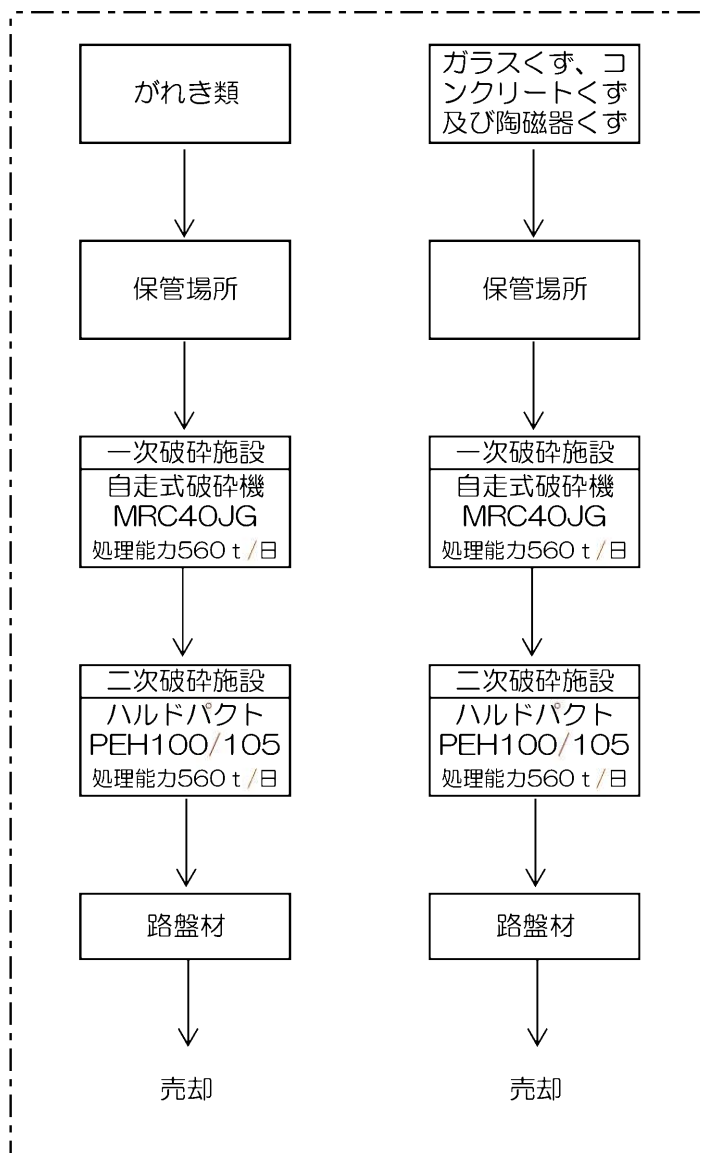 がれき類
保管場所
一次破砕施設
自走式破砕機
MRC40JG
処理能力560t/日
二次破砕施設
ハルドパクト
PEH100/105
処理能力560t/日
路盤材
売却
ガラスくず、コ
ンクリートくず
及び陶磁器くず
保管場所
一次破砕施設
自走式破砕機
MRC40JG
処理能力560t/日
二次破砕施設
ハルドパクト
PEH100/105
処理能力560t/日
路盤材
売却